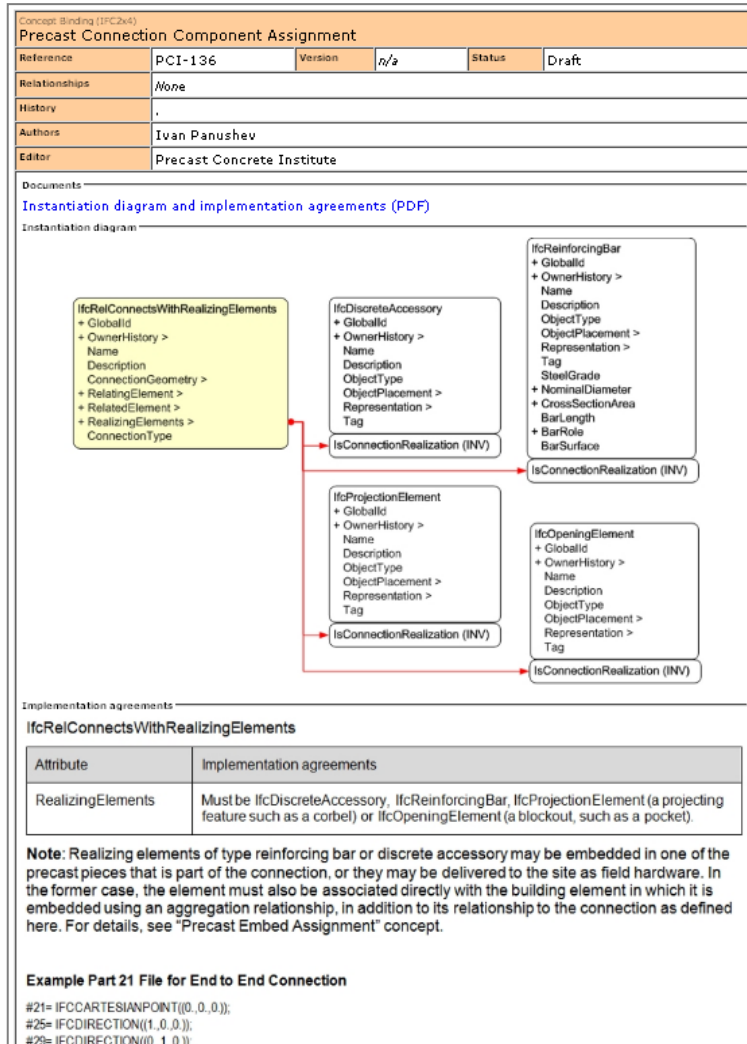 Concept Binding (IFC2x4)
Precast Connection Component Assignment
Reference PCI-136 Version n/a Status Draft
Relationships None
History .
Authors Ivan Panushev
Editor Precast Concrete Institute
Documents
Instantiation diagram and implementation agreements (PDF)
Instantiation diagram
IfcRelConnectsWithRealizingElements
+ GlobalId
+ OwnerHistory >
Name
Description
ConnectionGeometry >
+ RelatingElement >
+ RelatedElement >
+ RealizingElements >
ConnectionType
IfcDiscreteAccessory
+ GlobalId
+ OwnerHistory >
Name
Description
ObjectType
ObjectPlacement >
Representation >
Tag
IsConnectionRealization (INV)
IfcReinforcingBar
+ GlobalId
+ OwnerHistory >
Name
Description
ObjectType
ObjectPlacement >
Representation >
Tag
SteelGrade
+ NominalDiameter
+ CrossSectionArea
BarLength
+ BarRole
BarSurface
IsConnectionRealization (INV)
IfcProjectionElement
+ GlobalId
+ OwnerHistory >
Name
Description
ObjectType
ObjectPlacement >
Representation >
Tag
IsConnectionRealization (INV)
IfcOpeningElement
+ GlobalId
+ OwnerHistory >
Name
Description
ObjectType
ObjectPlacement >
Representation >
Tag
IsConnectionRealization (INV)
Implementation agreements
IfcRelConnectsWithRealizingElements
Attribute Implementation agreements
RealizingElements Must be IfcDiscreteAccessory, IfcReinforcingBar, IfcProjectionElement (a projecting
feature such as a corbel) or IfcOpeningElement (a blockout, such as a pocket).
Note: Realizing elements of type reinforcing bar or discrete accessory may be embedded in one of the
precast pieces that is part of the connection, or they may be delivered to the site as field hardware. In
the former case, the element must also be associated directly with the building element in which it is
embedded using an aggregation relationship, in addition to its relationship to the connection as defined
here. For details, see "Precast Embed Assignment" concept.
Example Part 21 File for End to End Connection
#21= IFCCARTESIANPOINT((0.,0.,0.));
#25= IFCDIRECTION((1.,0.,0.));
#29= IFCDIRECTION((0.,1.,0.));